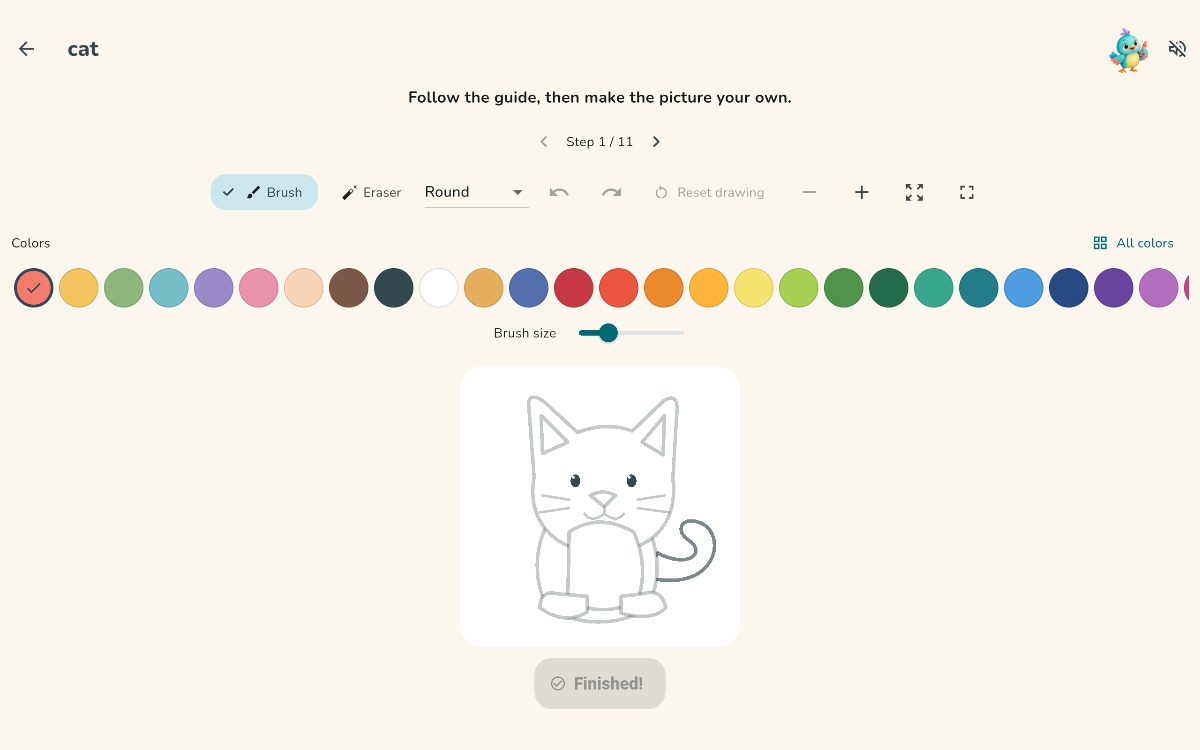 cat
Follow the guide, then make the picture your own.
Step 1 / 11
Brush
Eraser
Round
Reset drawing
Colors
All colors
Brush size
Finished!